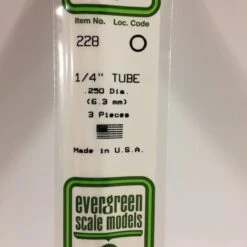 Item No. Loc. Code
228
1/4" TUBE
.250 Dia.
(6.3 mm)
3 Pieces
Made in U.S.A.
evergreen
scale models